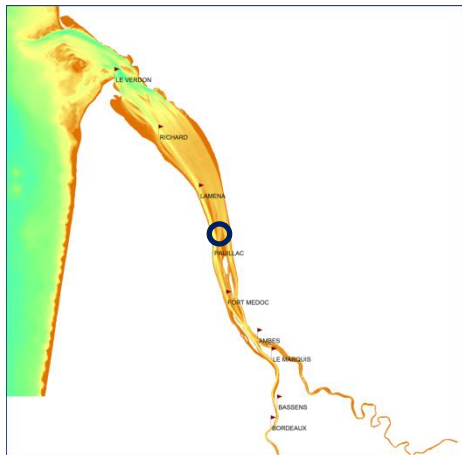 LE VERDON
RICHARD
LAMENA
PAUILLAC
FORT MEDOC
AMBES
LE MARQUIS
BASSENS
BORDEAUX